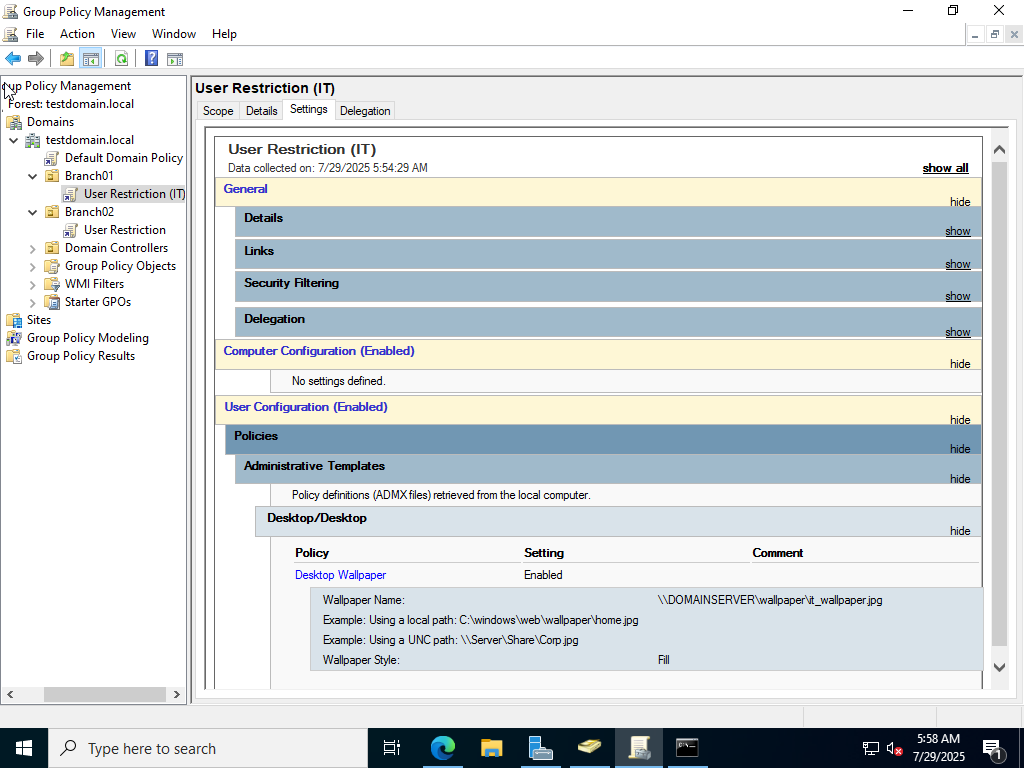 Group Policy Management
File Action View Window Help
up Policy Management
Forest: testdomain.local
Domains
testdomain.local
Default Domain Policy
Branch01
User Restriction (IT)
Branch02
User Restriction
Domain Controllers
Group Policy Objects
WMI Filters
Starter GPOs
Sites
Group Policy Modeling
Group Policy Results
User Restriction (IT)
Scope Details Settings Delegation
User Restriction (IT)
Data collected on: 7/29/2025 5:54:29 AM show all
General
hide
Details
show
Links
show
Security Filtering
show
Delegation
show
Computer Configuration (Enabled)
hide
No settings defined.
User Configuration (Enabled)
hide
Policies
hide
Administrative Templates
hide
Policy definitions (ADMX files) retrieved from the local computer.
Desktop/Desktop
hide
Policy Setting Comment
Desktop Wallpaper Enabled
Wallpaper Name: \\DOMAINSERVER\wallpaper\it_wallpaper.jpg
Example: Using a local path: C:\windows\web\wallpaper\home.jpg
Example: Using a UNC path: \\Server\Share\Corp.jpg
Wallpaper Style: Fill
Type here to search
5:58 AM
7/29/2025
1